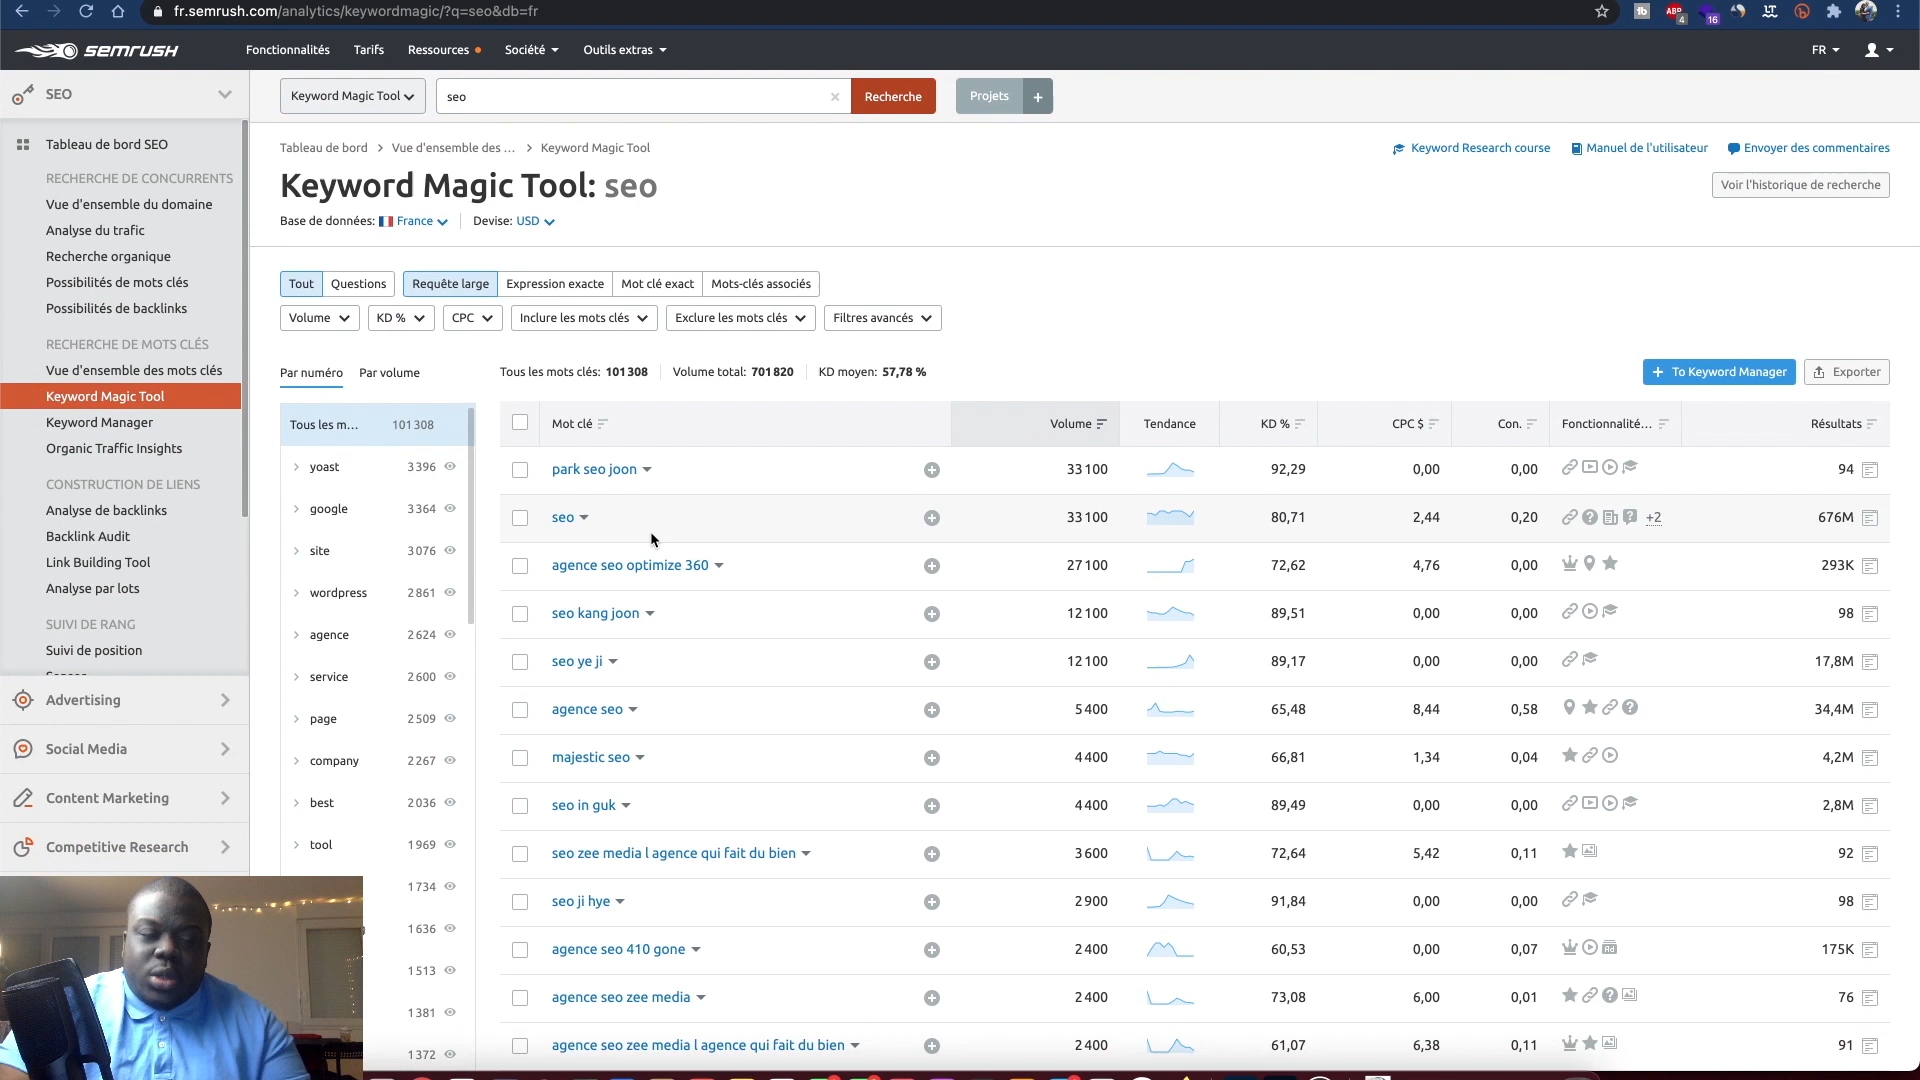 fr.semrush.com/analytics/keywordmagic/?q=seo&db=fr
tb ABP 4 16
SEMRUSH Fonctionnalités Tarifs Ressources Société Outils extras FR
SEO
Keyword Magic Tool seo × Recherche Projets +
Tableau de bord SEO
RECHERCHE DE CONCURRENTS
Vue d'ensemble du domaine
Analyse du trafic
Recherche organique
Possibilités de mots clés
Possibilités de backlinks
RECHERCHE DE MOTS CLÉS
Vue d'ensemble des mots clés
Keyword Magic Tool
Keyword Manager
Organic Traffic Insights
CONSTRUCTION DE LIENS
Analyse de backlinks
Backlink Audit
Link Building Tool
Analyse par lots
SUIVI DE RANG
Suivi de position
Advertising
Social Media
Content Marketing
Competitive Research
Tableau de bord > Vue d'ensemble des ... > Keyword Magic Tool
Keyword Research course Manuel de l'utilisateur Envoyer des commentaires
Keyword Magic Tool: seo
Voir l'historique de recherche
Base de données: France Devise: USD
Tout Questions Requête large Expression exacte Mot clé exact Mots-clés associés
Volume KD % CPC Inclure les mots clés Exclure les mots clés Filtres avancés
Par numéro Par volume
Tous les mots clés: 101 308 Volume total: 701 820 KD moyen: 57,78 %
+ To Keyword Manager Exporter
Tous les m... 101 308
yoast 3 396
google 3 364
site 3 076
wordpress 2 861
agence 2 624
service 2 600
page 2 509
company 2 267
best 2 036
tool 1 969
1 734
1 636
1 513
1 381
1 372
Mot clé Volume Tendance KD % CPC $ Con. Fonctionnalité... Résultats
park seo joon 33 100 92,29 0,00 0,00 94
seo 33 100 80,71 2,44 0,20 +2 676M
agence seo optimize 360 27 100 72,62 4,76 0,00 293K
seo kang joon 12 100 89,51 0,00 0,00 98
seo ye ji 12 100 89,17 0,00 0,00 17,8M
agence seo 5 400 65,48 8,44 0,58 34,4M
majestic seo 4 400 66,81 1,34 0,04 4,2M
seo in guk 4 400 89,49 0,00 0,00 2,8M
seo zee media l agence qui fait du bien 3 600 72,64 5,42 0,11 92
seo ji hye 2 900 91,84 0,00 0,00 98
agence seo 410 gone 2 400 60,53 0,00 0,07 175K
agence seo zee media 2 400 73,08 6,00 0,01 76
agence seo zee media l agence qui fait du bien 2 400 61,07 6,38 0,11 91